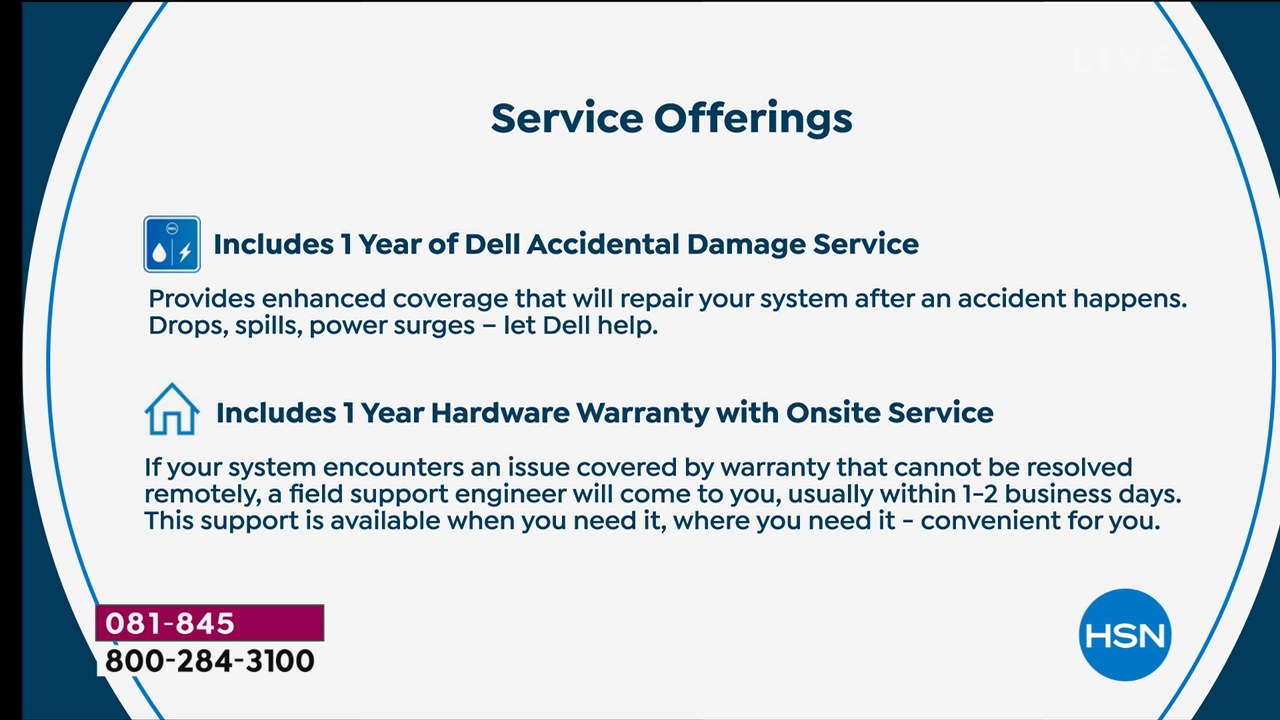 LIVE
Service Offerings
Includes 1 Year of Dell Accidental Damage Service
Provides enhanced coverage that will repair your system after an accident happens.
Drops, spills, power surges – let Dell help.
Includes 1 Year Hardware Warranty with Onsite Service
If your system encounters an issue covered by warranty that cannot be resolved
remotely, a field support engineer will come to you, usually within 1-2 business days.
This support is available when you need it, where you need it - convenient for you.
081-845
800-284-3100
HSN